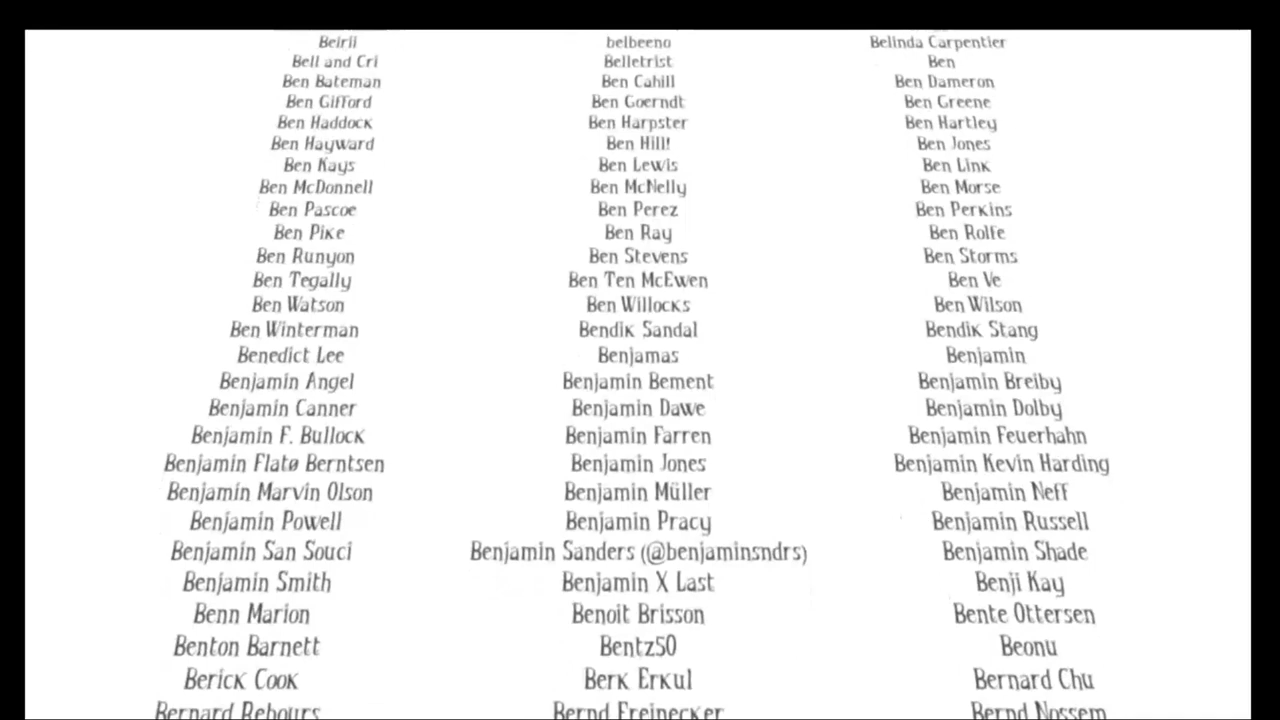 Beirii belbeeno Belinda Carpentier
Bell and Cri Belletrist Ben
Ben Bateman Ben Cahill Ben Dameron
Ben Gifford Ben Goerndt Ben Greene
Ben Haddock Ben Harpster Ben Hartley
Ben Hayward Ben Hill! Ben Jones
Ben Kays Ben Lewis Ben Link
Ben McDonnell Ben McNelly Ben Morse
Ben Pascoe Ben Perez Ben Perkins
Ben Pike Ben Ray Ben Rolfe
Ben Runyon Ben Stevens Ben Storms
Ben Tegally Ben Ten McEwen Ben Ve
Ben Watson Ben Willocks Ben Wilson
Ben Winterman Bendik Sandal Bendik Stang
Benedict Lee Benjamas Benjamin
Benjamin Angel Benjamin Bement Benjamin Breiby
Benjamin Canner Benjamin Dawe Benjamin Dolby
Benjamin F. Bullock Benjamin Farren Benjamin Feuerhahn
Benjamin Flatø Berntsen Benjamin Jones Benjamin Kevin Harding
Benjamin Marvin Olson Benjamin Müller Benjamin Neff
Benjamin Powell Benjamin Pracy Benjamin Russell
Benjamin San Souci Benjamin Sanders (@benjaminsndrs) Benjamin Shade
Benjamin Smith Benjamin X Last Benji Kay
Benn Marion Benoit Brisson Bente Ottersen
Benton Barnett Bentz50 Beonu
Berick Cook Berk Erkul Bernard Chu
Bernard Rebours Bernd Freinecker Bernd Nossem